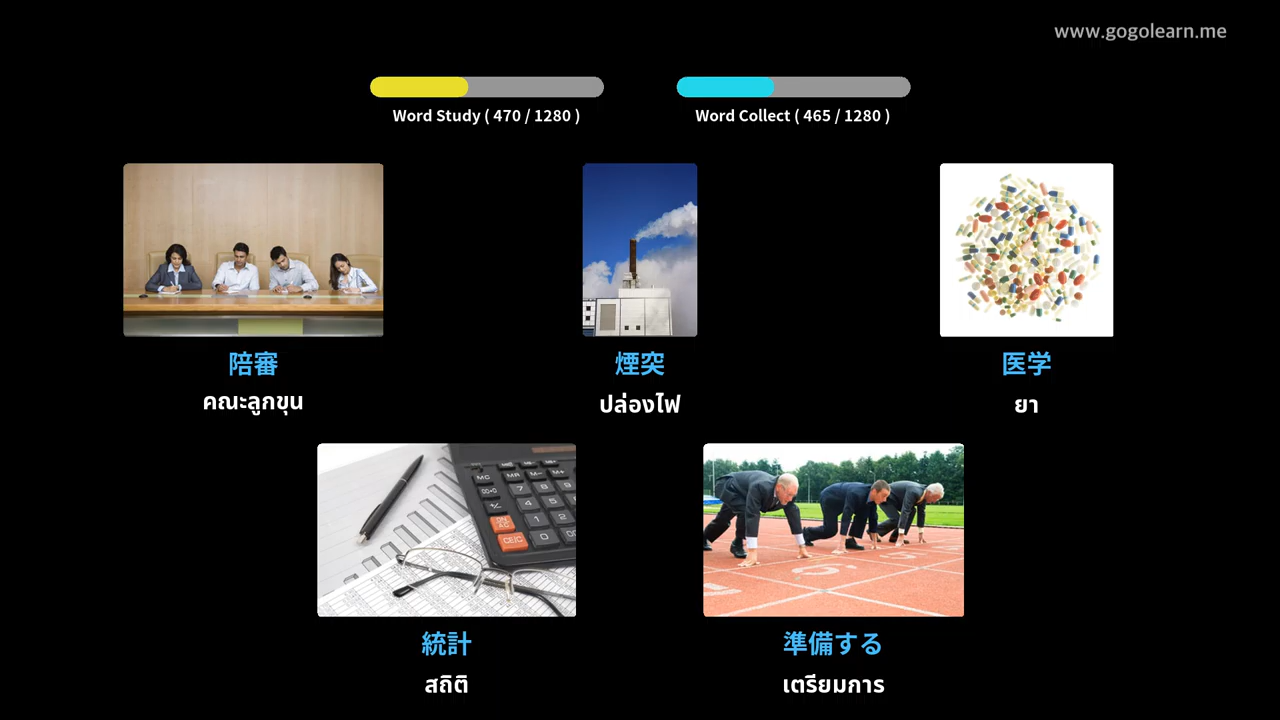 www.gogolearn.me
Word Study ( 470 / 1280 )
Word Collect ( 465 / 1280 )
陪審
คณะลูกขุน
煙突
ปล่องไฟ
医学
ยา
統計
สถิติ
準備する
เตรียมการ